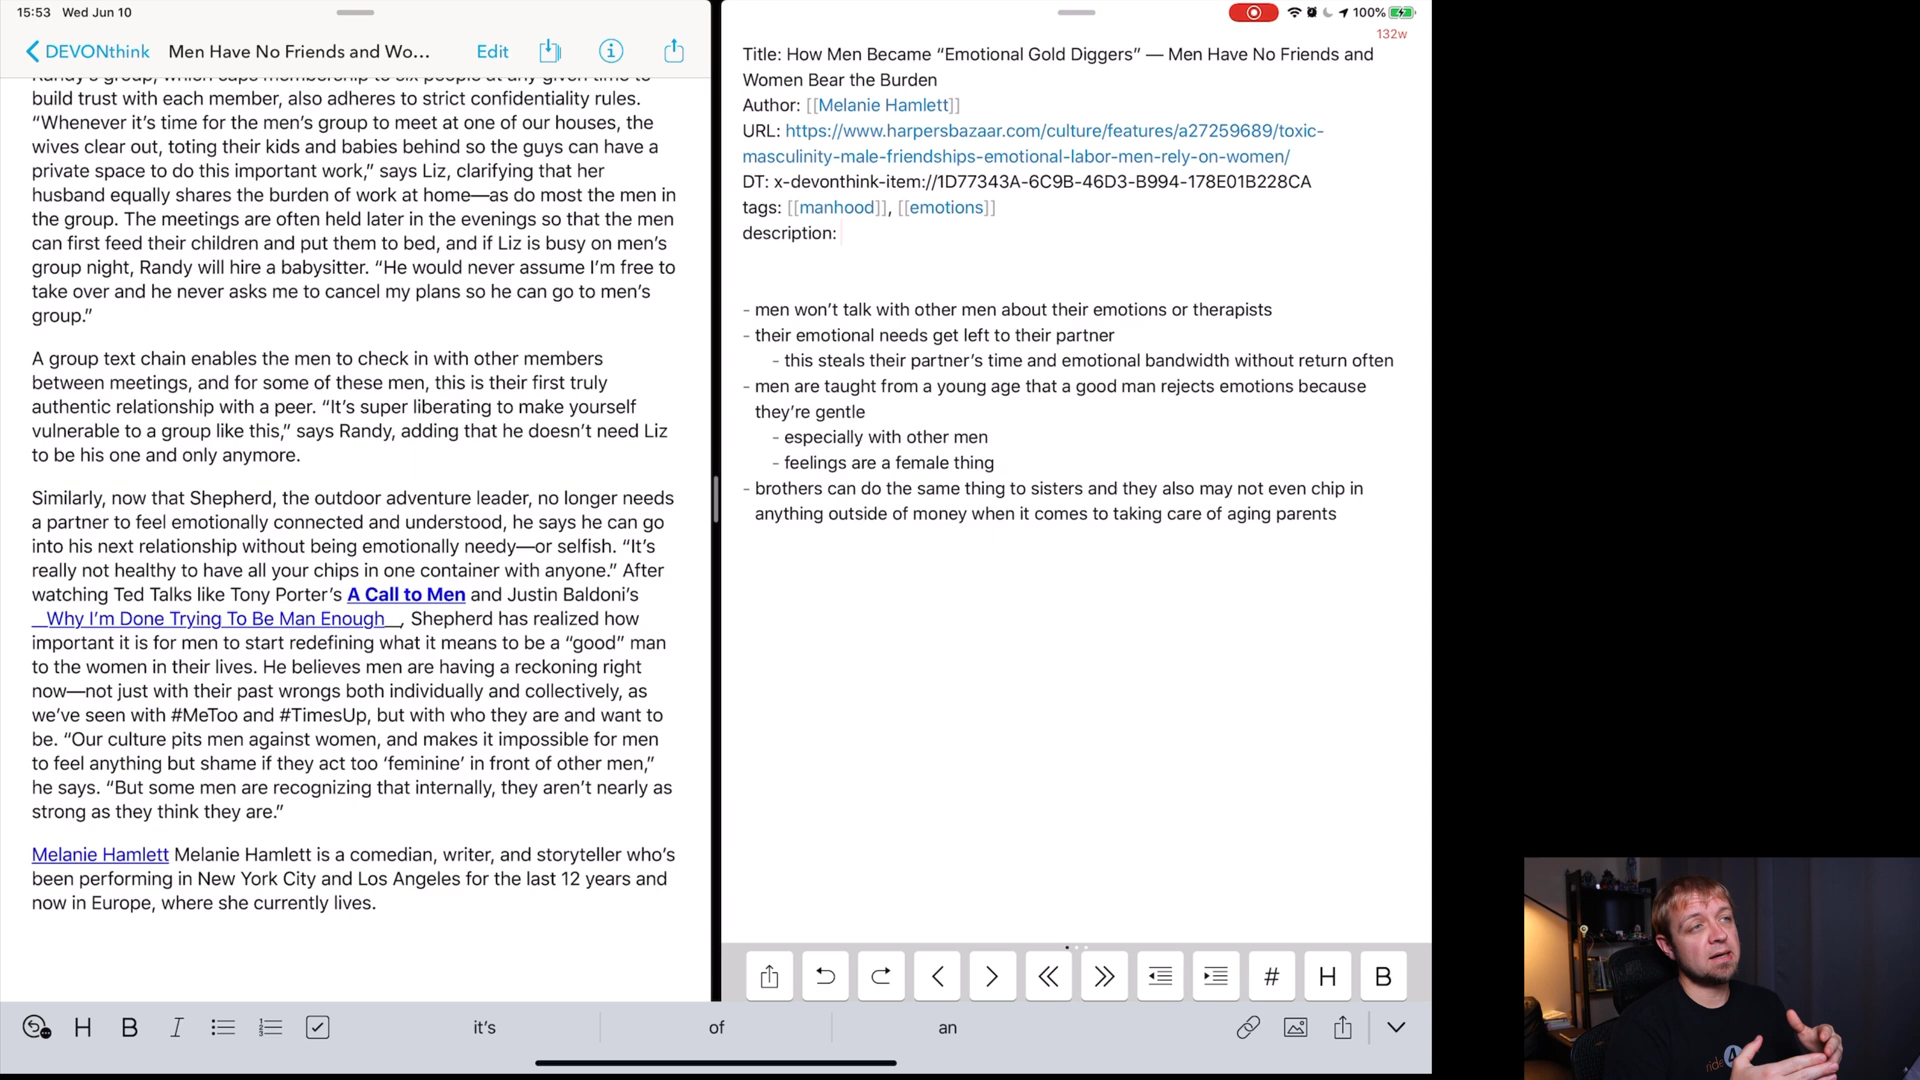 15:53 Wed Jun 10
100%
132w
DEVONthink
Men Have No Friends and Wo...
Edit
Randy's group, which caps membership to six people at any given time to
build trust with each member, also adheres to strict confidentiality rules.
“Whenever it’s time for the men’s group to meet at one of our houses, the
wives clear out, toting their kids and babies behind so the guys can have a
private space to do this important work,” says Liz, clarifying that her
husband equally shares the burden of work at home—as do most the men in
the group. The meetings are often held later in the evenings so that the men
can first feed their children and put them to bed, and if Liz is busy on men’s
group night, Randy will hire a babysitter. “He would never assume I’m free to
take over and he never asks me to cancel my plans so he can go to men’s
group.”
A group text chain enables the men to check in with other members
between meetings, and for some of these men, this is their first truly
authentic relationship with a peer. “It’s super liberating to make yourself
vulnerable to a group like this,” says Randy, adding that he doesn’t need Liz
to be his one and only anymore.
Similarly, now that Shepherd, the outdoor adventure leader, no longer needs
a partner to feel emotionally connected and understood, he says he can go
into his next relationship without being emotionally needy—or selfish. “It’s
really not healthy to have all your chips in one container with anyone.” After
watching Ted Talks like Tony Porter’s A Call to Men and Justin Baldoni’s
__Why I’m Done Trying To Be Man Enough__, Shepherd has realized how
important it is for men to start redefining what it means to be a “good” man
to the women in their lives. He believes men are having a reckoning right
now—not just with their past wrongs both individually and collectively, as
we’ve seen with #MeToo and #TimesUp, but with who they are and want to
be. “Our culture pits men against women, and makes it impossible for men
to feel anything but shame if they act too ‘feminine’ in front of other men,”
he says. “But some men are recognizing that internally, they aren’t nearly as
strong as they think they are.”
Melanie Hamlett Melanie Hamlett is a comedian, writer, and storyteller who’s
been performing in New York City and Los Angeles for the last 12 years and
now in Europe, where she currently lives.
Title: How Men Became “Emotional Gold Diggers” — Men Have No Friends and
Women Bear the Burden
Author: [[Melanie Hamlett]]
URL: https://www.harpersbazaar.com/culture/features/a27259689/toxic-
masculinity-male-friendships-emotional-labor-men-rely-on-women/
DT: x-devonthink-item://1D77343A-6C9B-46D3-B994-178E01B228CA
tags: [[manhood]], [[emotions]]
description:
- men won’t talk with other men about their emotions or therapists
- their emotional needs get left to their partner
- this steals their partner’s time and emotional bandwidth without return often
- men are taught from a young age that a good man rejects emotions because
they’re gentle
- especially with other men
- feelings are a female thing
- brothers can do the same thing to sisters and they also may not even chip in
anything outside of money when it comes to taking care of aging parents
# H B
H B I
it’s of an
ride 4